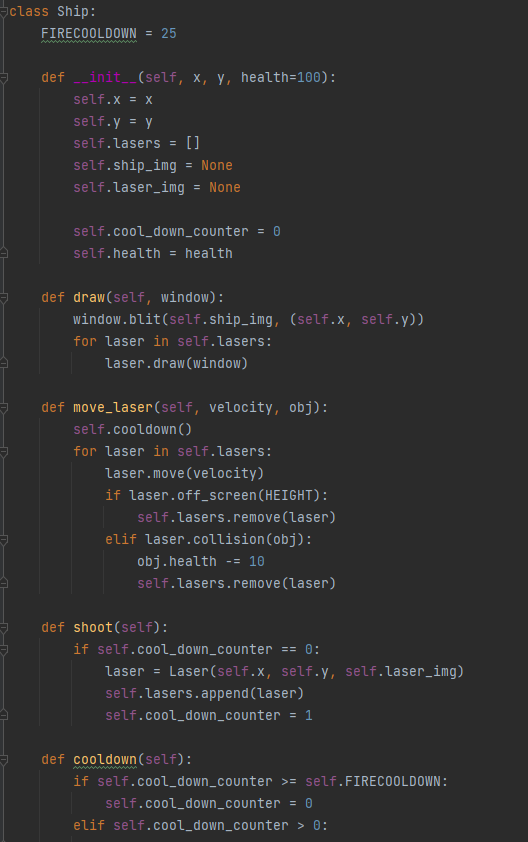 class Ship:
    FIRECOOLDOWN = 25

    def __init__(self, x, y, health=100):
        self.x = x
        self.y = y
        self.lasers = []
        self.ship_img = None
        self.laser_img = None

        self.cool_down_counter = 0
        self.health = health

    def draw(self, window):
        window.blit(self.ship_img, (self.x, self.y))
        for laser in self.lasers:
            laser.draw(window)

    def move_laser(self, velocity, obj):
        self.cooldown()
        for laser in self.lasers:
            laser.move(velocity)
            if laser.off_screen(HEIGHT):
                self.lasers.remove(laser)
            elif laser.collision(obj):
                obj.health -= 10
                self.lasers.remove(laser)

    def shoot(self):
        if self.cool_down_counter == 0:
            laser = Laser(self.x, self.y, self.laser_img)
            self.lasers.append(laser)
            self.cool_down_counter = 1

    def cooldown(self):
        if self.cool_down_counter >= self.FIRECOOLDOWN:
            self.cool_down_counter = 0
        elif self.cool_down_counter > 0: